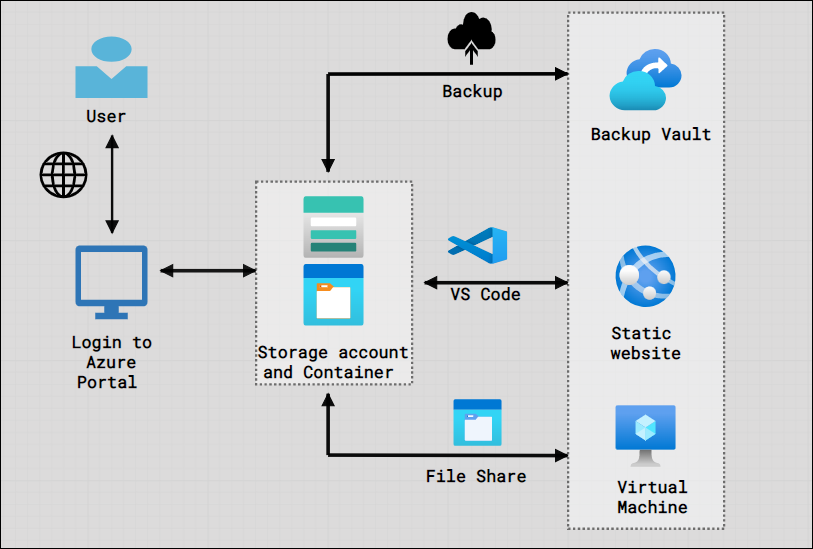 User
Login to
Azure
Portal
Storage account
and Container
Backup
VS Code
File Share
Backup Vault
Static
website
Virtual
Machine